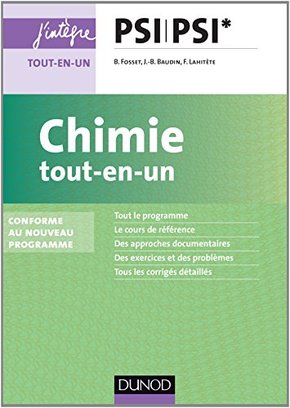 j'intègre
TOUT-EN-UN
PSI|PSI*
B. FOSSET, J.-B. BAUDIN, F. LAHITÈTE
Chimie
tout-en-un
CONFORME
AU NOUVEAU
PROGRAMME
Tout le programme
Le cours de référence
Des approches documentaires
Des exercices et des problèmes
Tous les corrigés détaillés
DUNOD